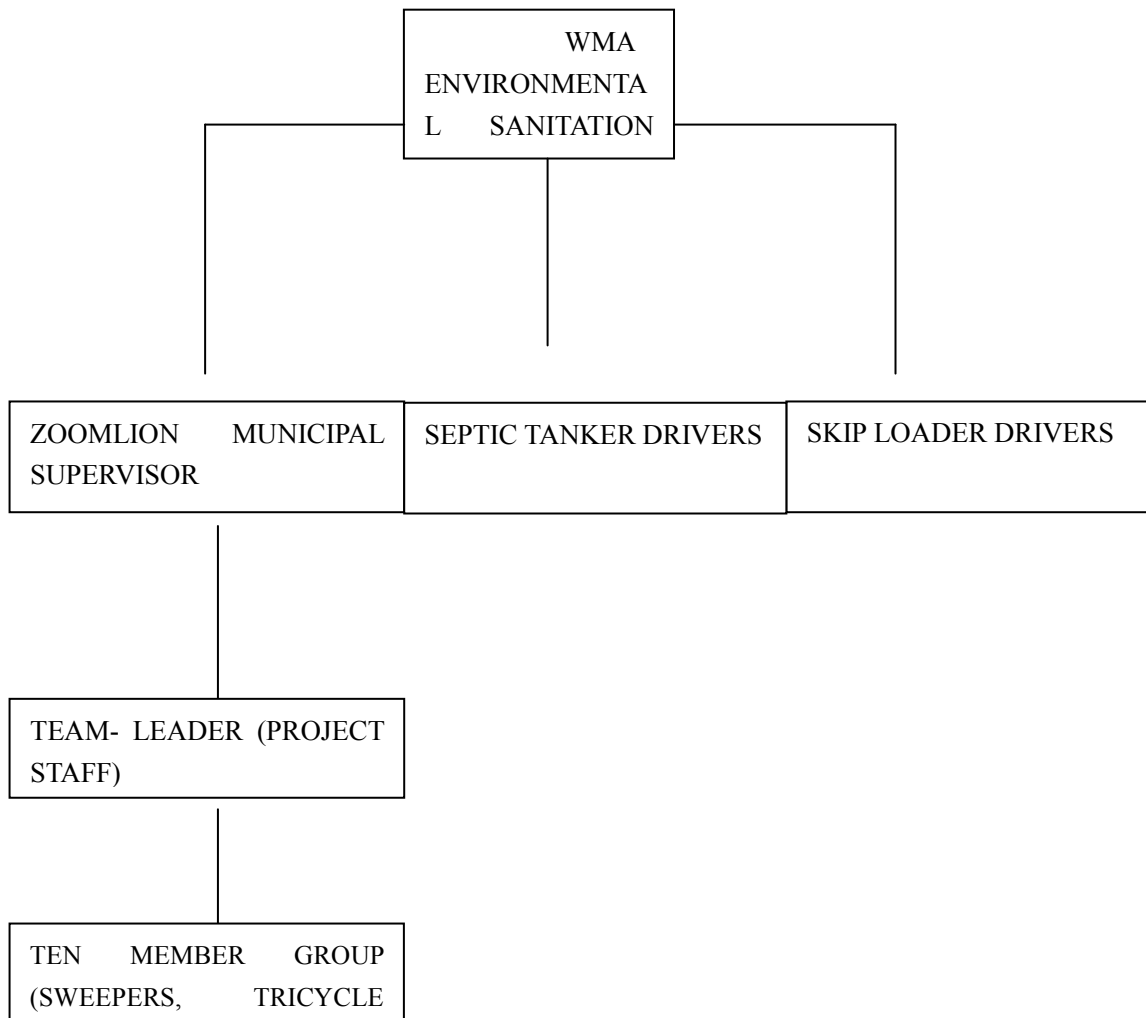 WMA
ENVIRONMENTA
L SANITATION
ZOOMLION MUNICIPAL
SUPERVISOR
SEPTIC TANKER DRIVERS
SKIP LOADER DRIVERS
TEAM- LEADER (PROJECT
STAFF)
TEN MEMBER GROUP
(SWEEPERS, TRICYCLE